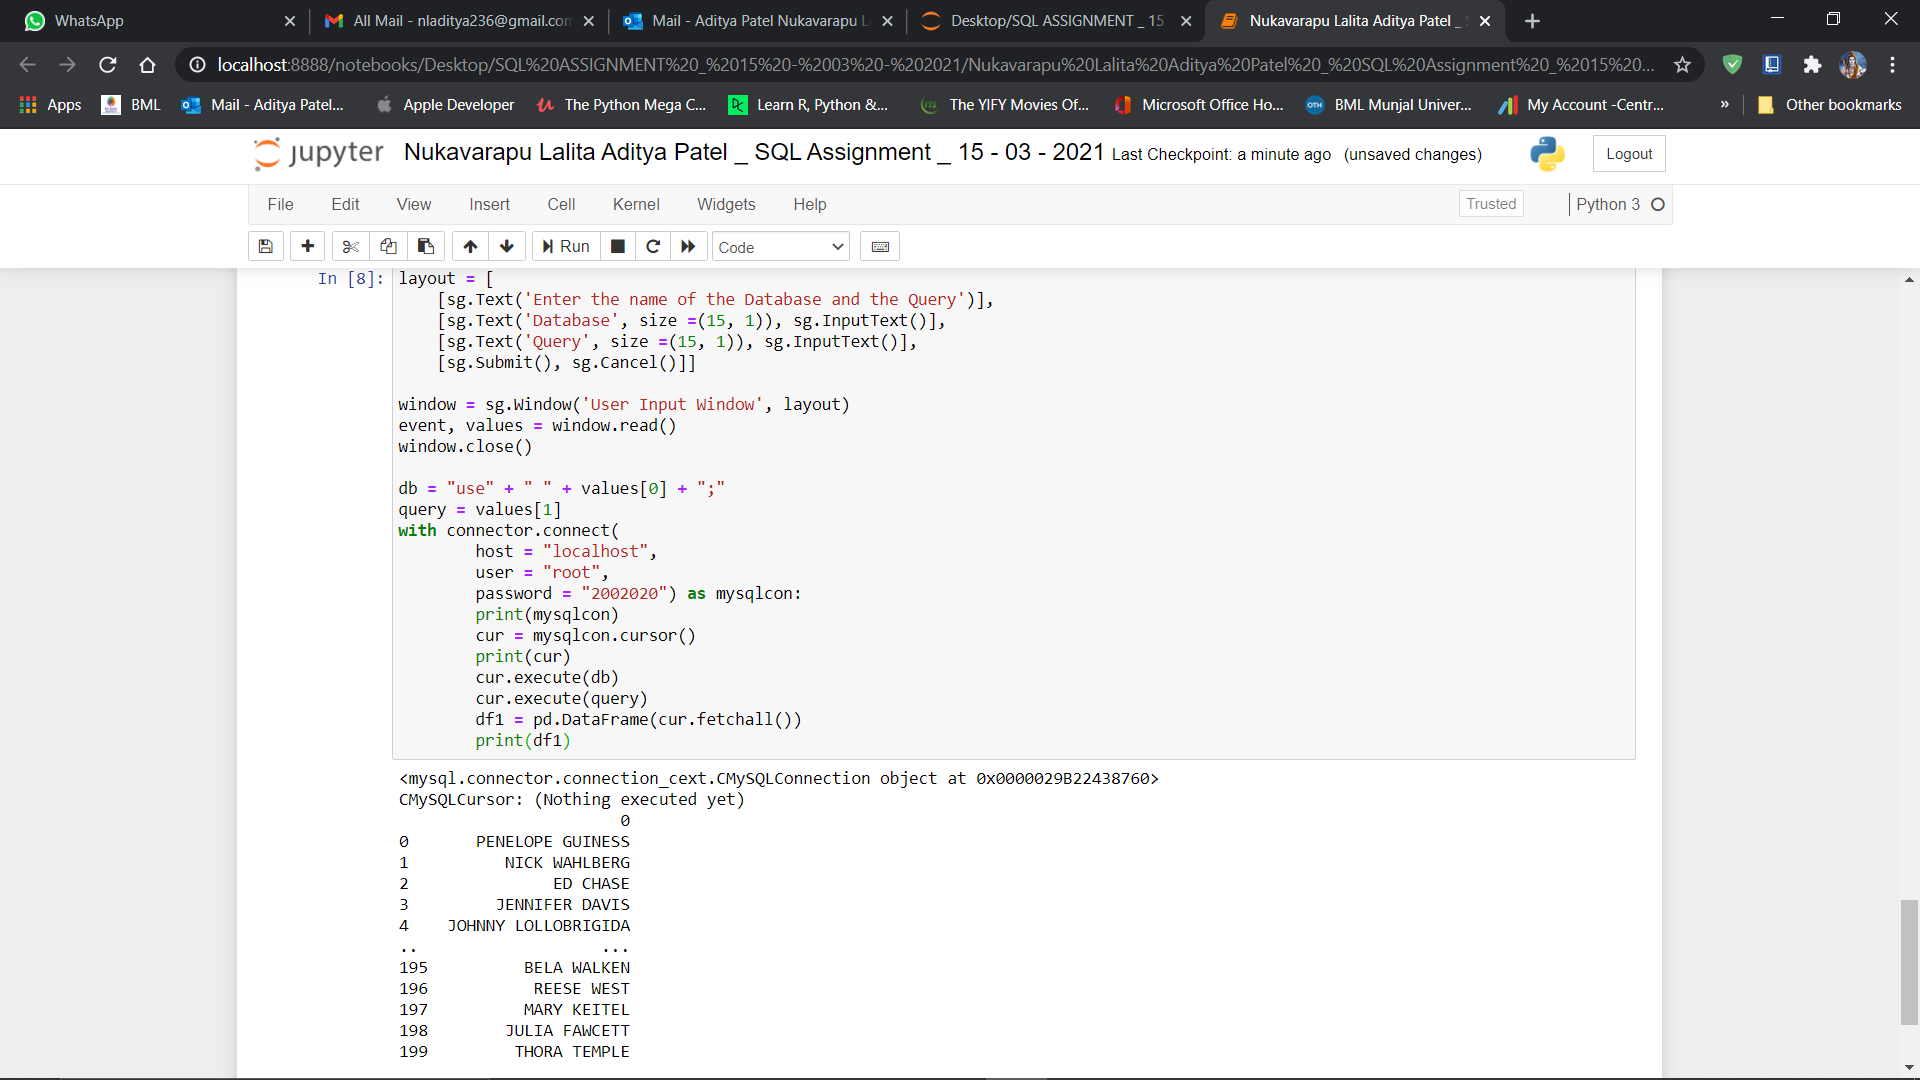 WhatsApp
All Mail - nladitya236@gmail.com
Mail - Aditya Patel Nukavarapu L
Desktop/SQL ASSIGNMENT _ 15
Nukavarapu Lalita Aditya Patel _
localhost:8888/notebooks/Desktop/SQL%20ASSIGNMENT%20_%2015%20-%2003%20-%202021/Nukavarapu%20Lalita%20Aditya%20Patel%20_%20SQL%20Assignment%20_%2015%20...
Apps
BML
Mail - Aditya Patel...
Apple Developer
The Python Mega C...
Learn R, Python &...
The YIFY Movies Of...
Microsoft Office Ho...
BML Munjal Univer...
My Account -Centr...
»
Other bookmarks
jupyter Nukavarapu Lalita Aditya Patel _ SQL Assignment _ 15 - 03 - 2021 Last Checkpoint: a minute ago (unsaved changes)
Logout
File Edit View Insert Cell Kernel Widgets Help
Trusted
Python 3
Run
Code
In [8]: layout = [
    [sg.Text('Enter the name of the Database and the Query')],
    [sg.Text('Database', size =(15, 1)), sg.InputText()],
    [sg.Text('Query', size =(15, 1)), sg.InputText()],
    [sg.Submit(), sg.Cancel()]]
window = sg.Window('User Input Window', layout)
event, values = window.read()
window.close()
db = "use" + " " + values[0] + ";"
query = values[1]
with connector.connect(
        host = "localhost",
        user = "root",
        password = "2002020") as mysqlcon:
        print(mysqlcon)
        cur = mysqlcon.cursor()
        print(cur)
        cur.execute(db)
        cur.execute(query)
        df1 = pd.DataFrame(cur.fetchall())
        print(df1)
<mysql.connector.connection_cext.CMySQLConnection object at 0x0000029B22438760>
CMySQLCursor: (Nothing executed yet)
0
0 PENELOPE GUINESS
1 NICK WAHLBERG
2 ED CHASE
3 JENNIFER DAVIS
4 JOHNNY LOLLOBRIGIDA
.. ...
195 BELA WALKEN
196 REESE WEST
197 MARY KEITEL
198 JULIA FAWCETT
199 THORA TEMPLE